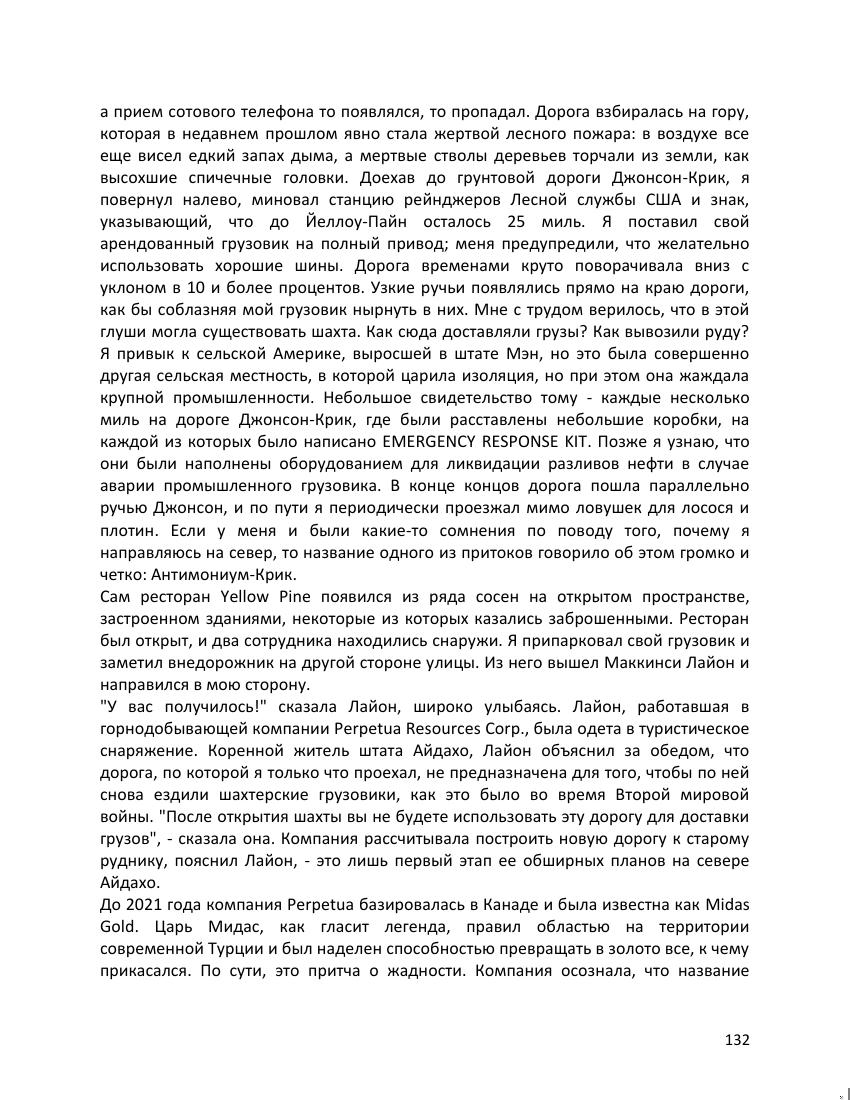 а прием сотового телефона то появлялся, то пропадал. Дорога взбиралась на гору,
которая в недавнем прошлом явно стала жертвой лесного пожара: в воздухе все
еще висел едкий запах дыма, а мертвые стволы деревьев торчали из земли, как
высохшие спичечные головки. Доехав до грунтовой дороги Джонсон-Крик, я
повернул налево, миновал станцию рейнджеров Лесной службы США и знак,
указывающий, что до Йеллоу-Пайн осталось 25 миль. Я поставил свой
арендованный грузовик на полный привод; меня предупредили, что желательно
использовать хорошие шины. Дорога временами круто поворачивала вниз с
уклоном в 10 и более процентов. Узкие ручьи появлялись прямо на краю дороги,
как бы соблазняя мой грузовик нырнуть в них. Мне с трудом верилось, что в этой
глуши могла существовать шахта. Как сюда доставляли грузы? Как вывозили руду?
Я привык к сельской Америке, выросшей в штате Мэн, но это была совершенно
другая сельская местность, в которой царила изоляция, но при этом она жаждала
крупной промышленности. Небольшое свидетельство тому - каждые несколько
миль на дороге Джонсон-Крик, где были расставлены небольшие коробки, на
каждой из которых было написано EMERGENCY RESPONSE KIT. Позже я узнаю, что
они были наполнены оборудованием для ликвидации разливов нефти в случае
аварии промышленного грузовика. В конце концов дорога пошла параллельно
ручью Джонсон, и по пути я периодически проезжал мимо ловушек для лосося и
плотин. Если у меня и были какие-то сомнения по поводу того, почему я
направляюсь на север, то название одного из притоков говорило об этом громко и
четко: Антимониум-Крик.
Сам ресторан Yellow Pine появился из ряда сосен на открытом пространстве,
застроенном зданиями, некоторые из которых казались заброшенными. Ресторан
был открыт, и два сотрудника находились снаружи. Я припарковал свой грузовик и
заметил внедорожник на другой стороне улицы. Из него вышел Маккинси Лайон и
направился в мою сторону.
"У вас получилось!" сказала Лайон, широко улыбаясь. Лайон, работавшая в
горнодобывающей компании Perpetua Resources Corp., была одета в туристическое
снаряжение. Коренной житель штата Айдахо, Лайон объяснил за обедом, что
дорога, по которой я только что проехал, не предназначена для того, чтобы по ней
снова ездили шахтерские грузовики, как это было во время Второй мировой
войны. "После открытия шахты вы не будете использовать эту дорогу для доставки
грузов", - сказала она. Компания рассчитывала построить новую дорогу к старому
руднику, пояснил Лайон, - это лишь первый этап ее обширных планов на севере
Айдахо.
До 2021 года компания Perpetua базировалась в Канаде и была известна как Midas
Gold. Царь Мидас, как гласит легенда, правил областью на территории
современной Турции и был наделен способностью превращать в золото все, к чему
прикасался. По сути, это притча о жадности. Компания осознала, что название
132